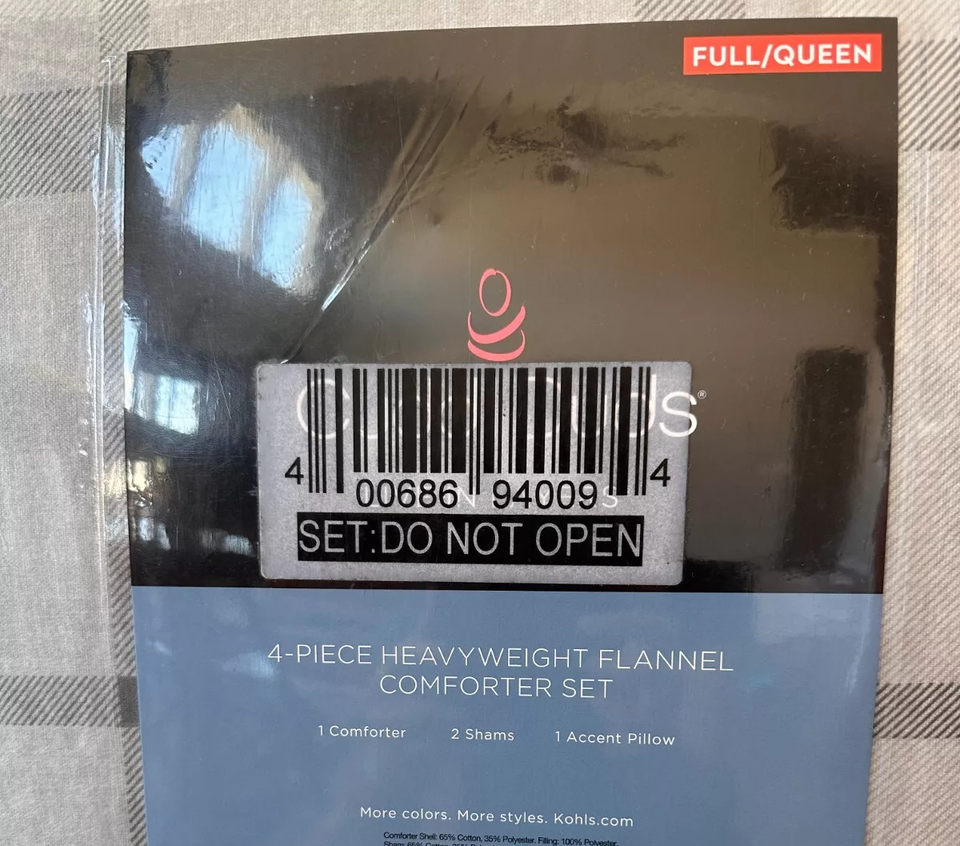 FULL/QUEEN
4 00686 94009 4
SET:DO NOT OPEN
4-PIECE HEAVYWEIGHT FLANNEL
COMFORTER SET
1 Comforter 2 Shams 1 Accent Pillow
More colors. More styles. Kohls.com
Comforter Shell: 65% Cotton, 35% Polyester. Filling: 100% Polyester.